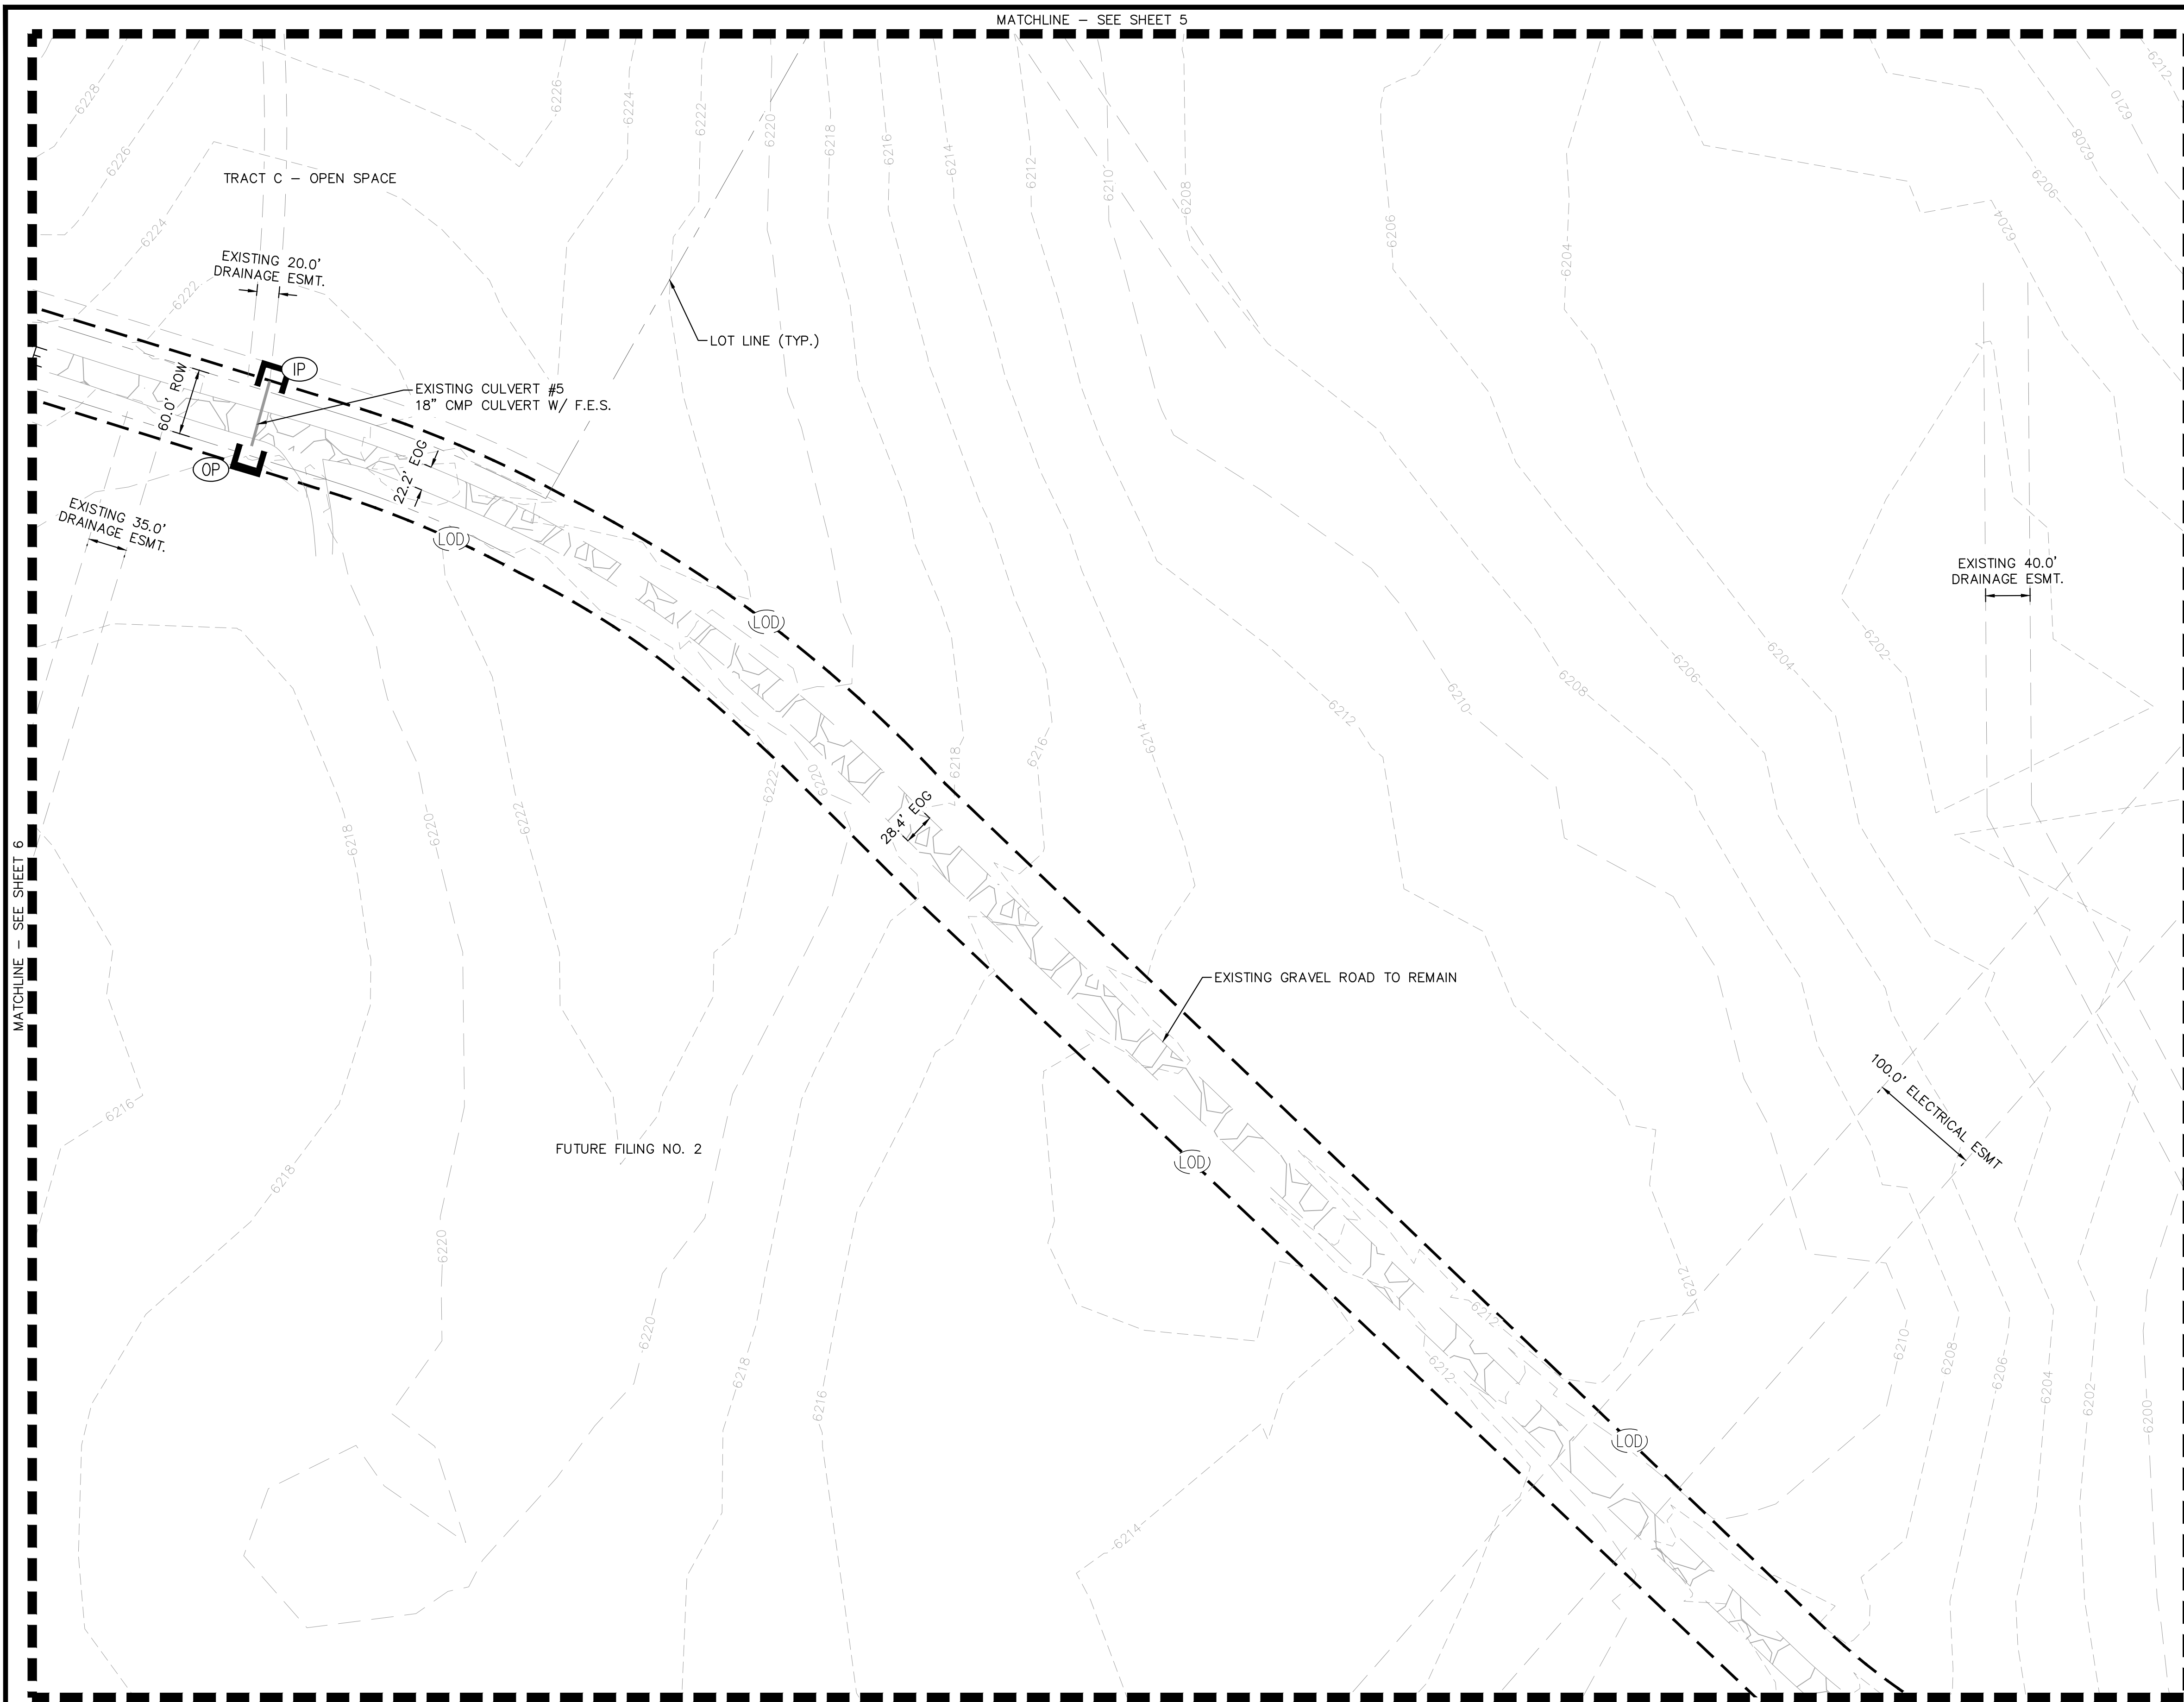 MATCHLINE – SEE SHEET 5
6228
6226
6226
6224
6222
6220
6218
6216
6214
6212
6210
6208
6206
6204
6212
6210
6208
6206
6204
TRACT C – OPEN SPACE
6224
6222
EXISTING 20.0'
DRAINAGE ESMT.
LOT LINE (TYP.)
IP
60.0' ROW
EXISTING CULVERT #5
18" CMP CULVERT W/ F.E.S.
OP
22.2' EOG
EXISTING 35.0'
DRAINAGE ESMT.
LOD
LOD
EXISTING 40.0'
DRAINAGE ESMT.
6202
6204
6206
6208
6210
6212
6214
6216
6218
6220
6222
28.4' EOG
6222
6220
6218
MATCHLINE – SEE SHEET 6
EXISTING GRAVEL ROAD TO REMAIN
6216
100.0' ELECTRICAL ESMT
FUTURE FILING NO. 2
LOD
6218
6220
6220
6218
6216
6212
6212
6212
6210
6208
6206
6204
6202
6200
LOD
6214